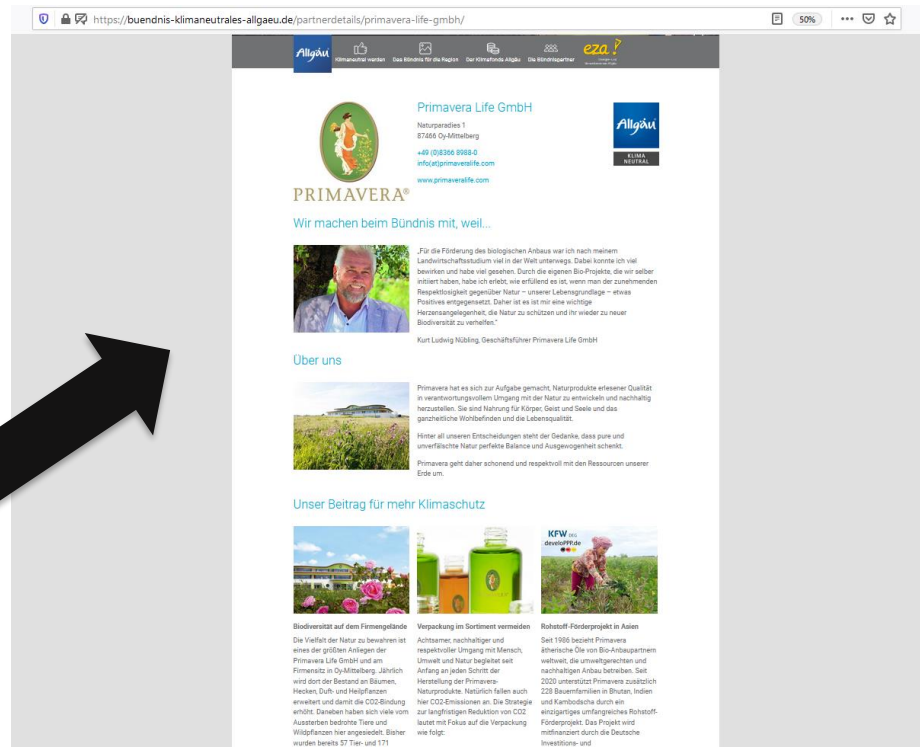 https://buendnis-klimaneutrales-allgaeu.de/partnerdetails/primavera-life-gmbh/
50%
Allgäu
Klimaneutral werden
Das Bündnis für die Region
Der Klimafonds Allgäu
Die Bündnispartner
eza!
Primavera Life GmbH
Naturparadies 1
87466 Oy-Mittelberg
+49 (0)8366 8988-0
info(at)primaveralife.com
www.primaveralife.com
PRIMAVERA®
Allgäu
KLIMA
NEUTRAL
Wir machen beim Bündnis mit, weil...
„Für die Förderung des biologischen Anbaus war ich nach meinem
Landwirtschaftsstudium viel in der Welt unterwegs. Dabei konnte ich viel
bewirken und habe viel gesehen. Durch die eigenen Bio-Projekte, die wir selber
initiiert haben, habe ich erlebt, wie erfüllend es ist, wenn man der zunehmenden
Respektlosigkeit gegenüber Natur – unserer Lebensgrundlage – etwas
Positives entgegensetzt. Daher ist es ist mir eine wichtige
Herzensangelegenheit, die Natur zu schützen und ihr wieder zu neuer
Biodiversität zu verhelfen."
Kurt Ludwig Nübling, Geschäftsführer Primavera Life GmbH
Über uns
Primavera hat es sich zur Aufgabe gemacht, Naturprodukte erlesener Qualität
in verantwortungsvollem Umgang mit der Natur zu entwickeln und nachhaltig
herzustellen. Sie sind Nahrung für Körper, Geist und Seele und das
ganzheitliche Wohlbefinden und die Lebensqualität.
Hinter all unseren Entscheidungen steht der Gedanke, dass pure und
unverfälschte Natur perfekte Balance und Ausgewogenheit schenkt.
Primavera geht daher schonend und respektvoll mit den Ressourcen unserer
Erde um.
Unser Beitrag für mehr Klimaschutz
KFW DEG
develoPPP.de
Biodiversität auf dem Firmengelände
Die Vielfalt der Natur zu bewahren ist
eines der größten Anliegen der
Primavera Life GmbH und am
Firmensitz in Oy-Mittelberg. Jährlich
wird dort der Bestand an Bäumen,
Hecken, Duft- und Heilpflanzen
erweitert und damit die CO2-Bindung
erhöht. Daneben haben sich viele vom
Aussterben bedrohte Tiere und
Wildpflanzen hier angesiedelt. Bisher
wurden bereits 57 Tier- und 171
Verpackung im Sortiment vermeiden
Achtsamer, nachhaltiger und
respektvoller Umgang mit Mensch,
Umwelt und Natur begleitet seit
Anfang an jeden Schritt der
Herstellung der Primavera-
Naturprodukte. Natürlich fallen auch
hier CO2-Emissionen an. Die Strategie
zur langfristigen Reduktion von CO2
lautet mit Fokus auf die Verpackung
wie folgt:
Rohstoff-Förderprojekt in Asien
Seit 1986 bezieht Primavera
ätherische Öle von Bio-Anbaupartnern
weltweit, die umweltgerechten und
nachhaltigen Anbau betreiben. Seit
2020 unterstützt Primavera zusätzlich
228 Bauernfamilien in Bhutan, Indien
und Kambodscha durch ein
einzigartiges umfangreiches Rohstoff-
Förderprojekt. Das Projekt wird
mitfinanziert durch die Deutsche
Investitions- und